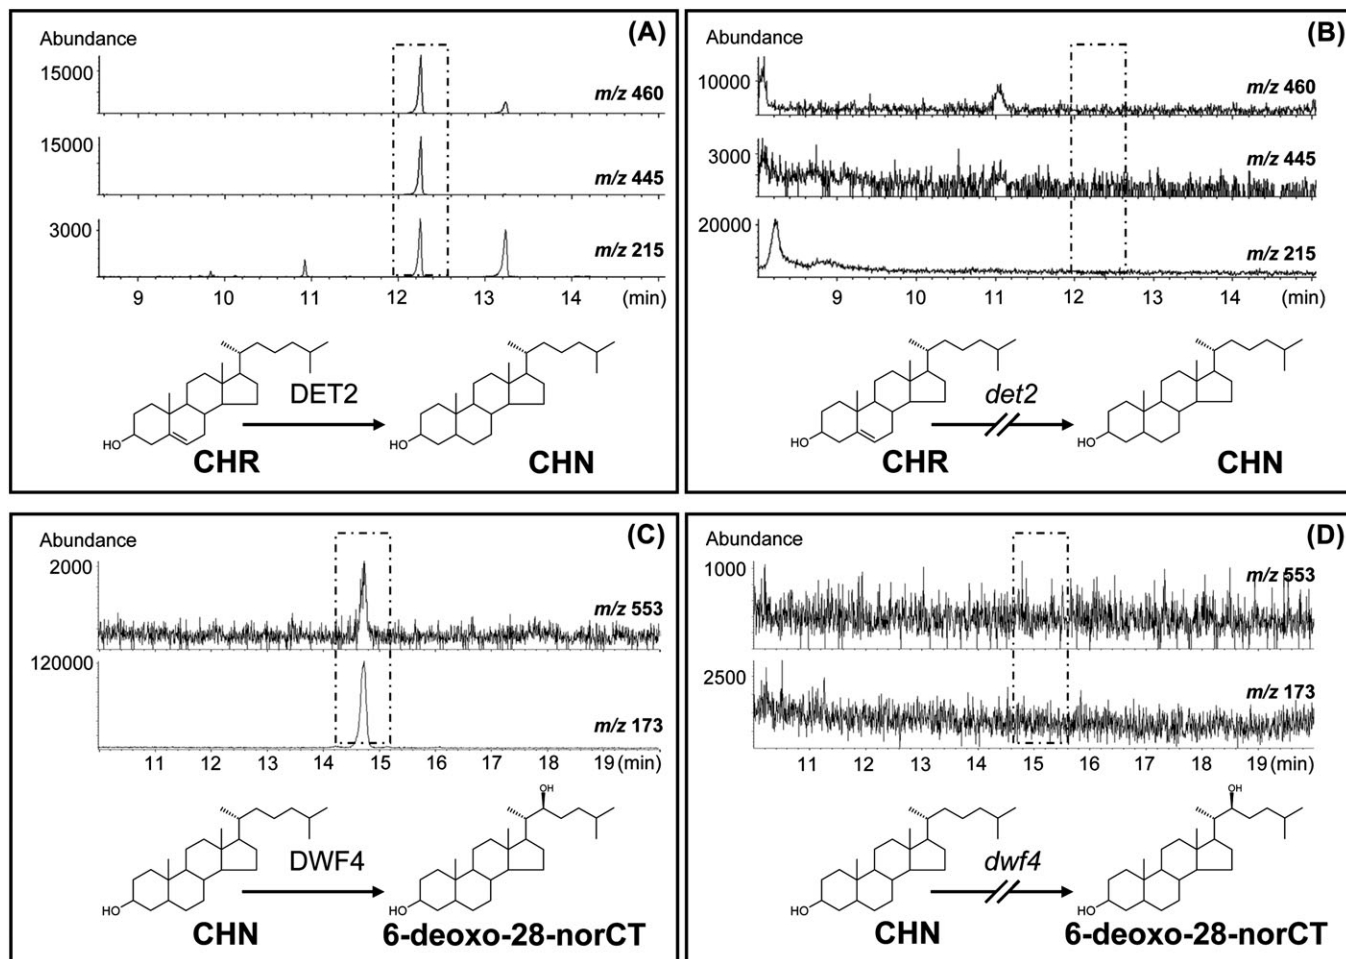 (A)
Abundance
15000
m/z 460
15000
m/z 445
3000
m/z 215
9 10 11 12 13 14 (min)
HO
CHR
DET2
HO
CHN
(B)
Abundance
10000
m/z 460
3000
m/z 445
20000
m/z 215
9 10 11 12 13 14 (min)
HO
CHR
det2
HO
CHN
(C)
Abundance
2000
m/z 553
120000
m/z 173
11 12 13 14 15 16 17 18 19 (min)
HO
CHN
DWF4
OH
HO
6-deoxo-28-norCT
(D)
Abundance
1000
m/z 553
2500
m/z 173
11 12 13 14 15 16 17 18 19 (min)
HO
CHN
dwf4
OH
HO
6-deoxo-28-norCT